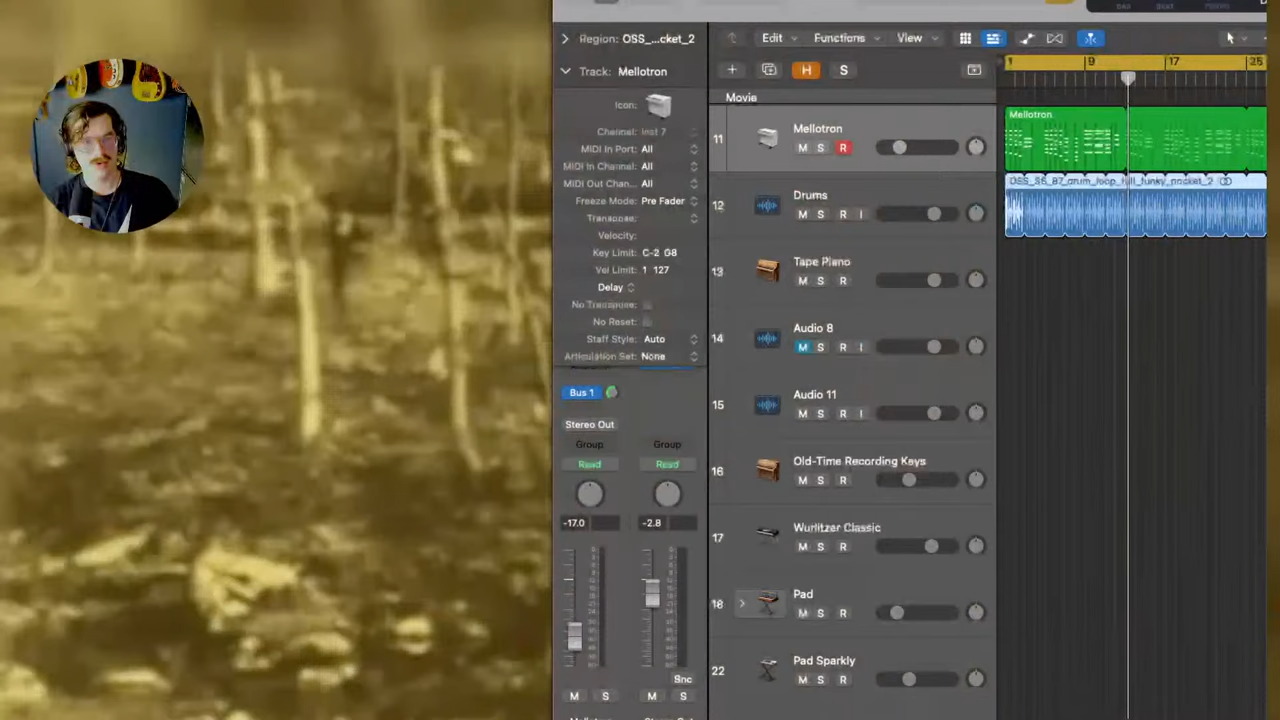 Region: OSS_...cket_2
Track: Mellotron
Icon:
Channel: Inst 7
MIDI In Port: All
MIDI In Channel: All
MIDI Out Chan... All
Freeze Mode: Pre Fader
Transpose:
Velocity:
Key Limit: C-2 G8
Vel Limit: 1 127
Delay
No Transpose:
No Reset:
Staff Style: Auto
Articulation Set: None
Bus 1
Stereo Out
Group Group
Read Read
-17.0 -2.8
Bnc
M S M S
Edit Functions View
H S
Movie
1 9 17 25
11 Mellotron
M S R
12 Drums
M S R I
13 Tape Piano
M S R
14 Audio 8
M S R I
15 Audio 11
M S R I
16 Old-Time Recording Keys
M S R
17 Wurlitzer Classic
M S R
18 Pad
M S R
22 Pad Sparkly
M S R
Mellotron